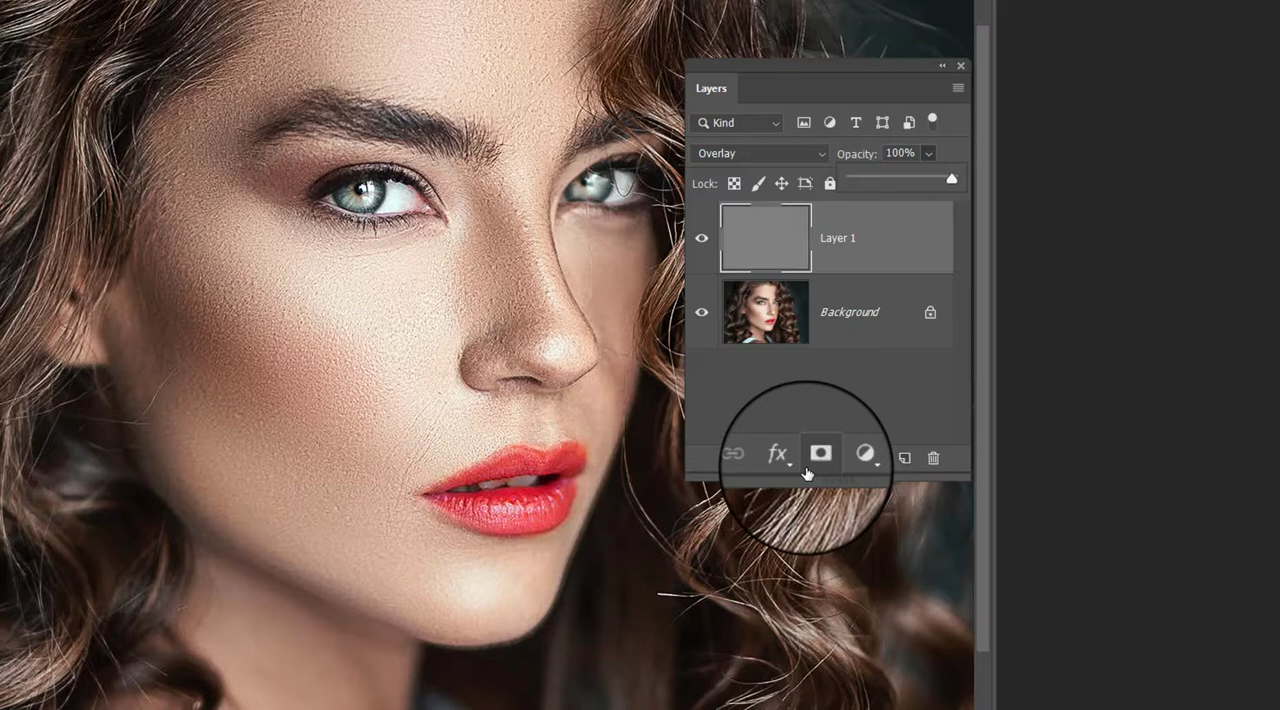 Layers
Kind
Overlay
Opacity: 100%
Lock:
Layer 1
Background
fx